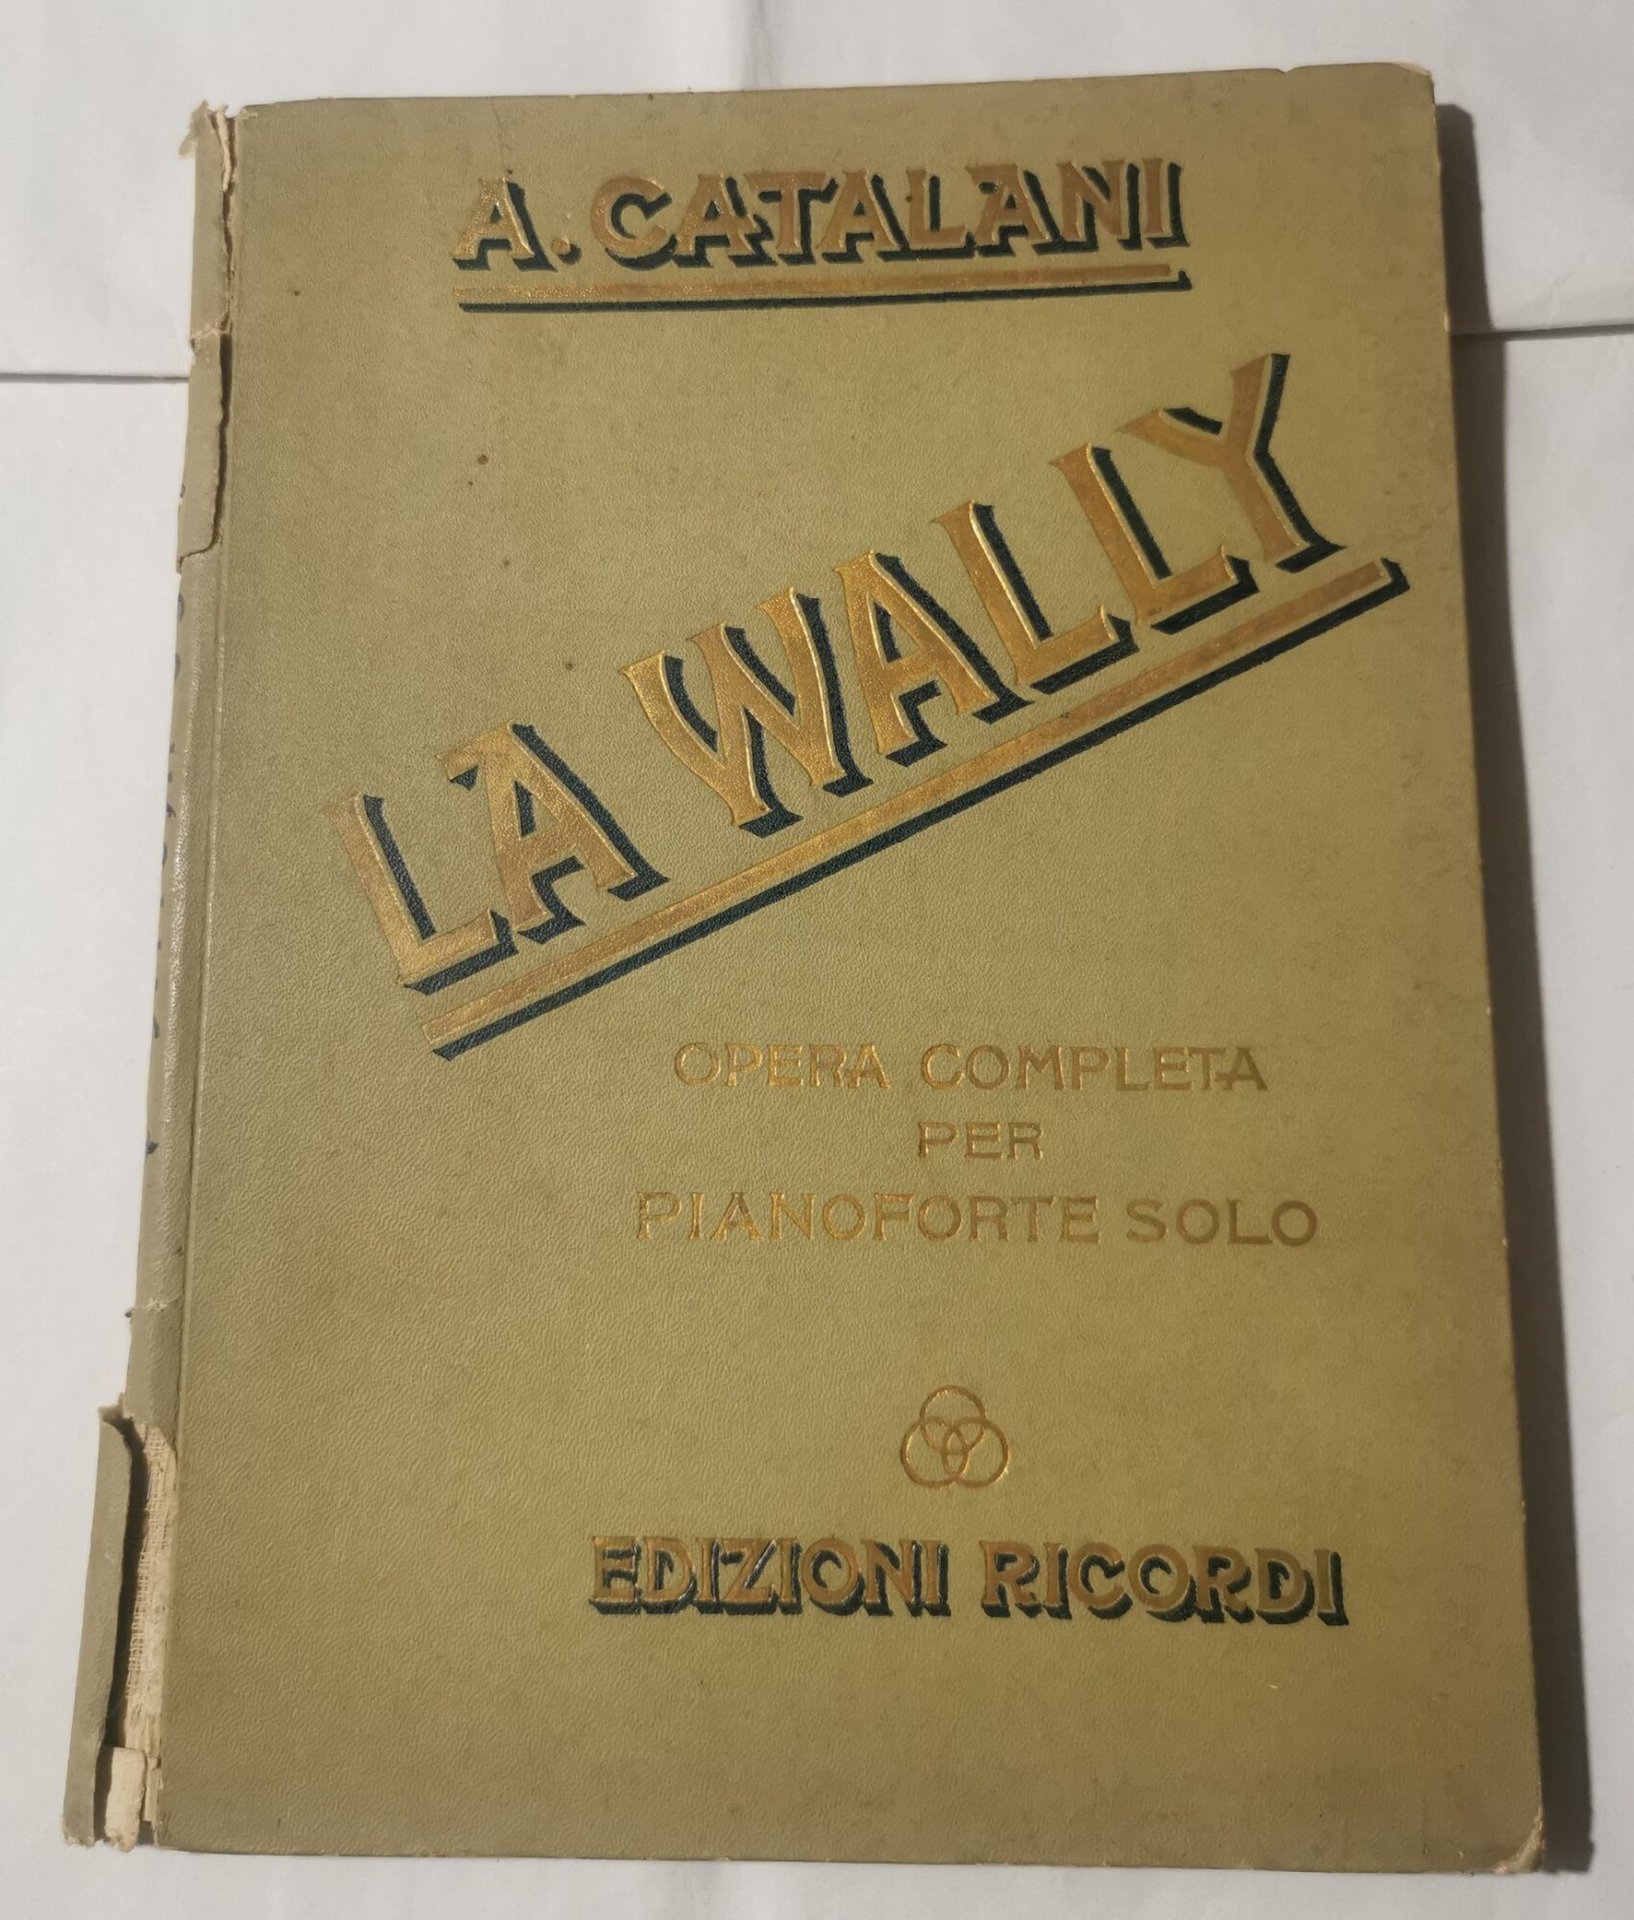 A. CATALANI
LA WALLY
OPERA COMPLETA
PER
PIANOFORTE SOLO
EDIZIONI RICORDI